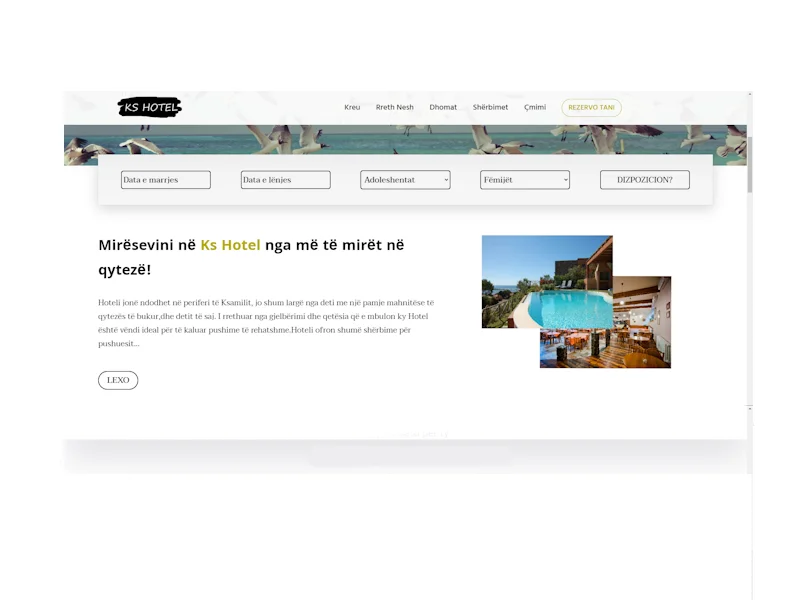 KS HOTEL
Kreu
Rreth Nesh
Dhomat
Shërbimet
Çmimi
REZERVO TANI
Data e marrjes
Data e lënjes
Adoleshentat
Fëmijët
DIZPOZICION?
Mirësevini në Ks Hotel nga më të mirët në
qytezë!
Hoteli jonë ndodhet në periferi të Ksamilit, jo shum largë nga deti me një pamje mahnitëse të
qytezës të bukur,dhe detit të saj. I rrethuar nga gjelbërimi dhe qetësia që e mbulon ky Hotel
është vëndi ideal për të kaluar pushime të rehatshme.Hoteli ofron shumë shërbime për
pushuesit...
LEXO